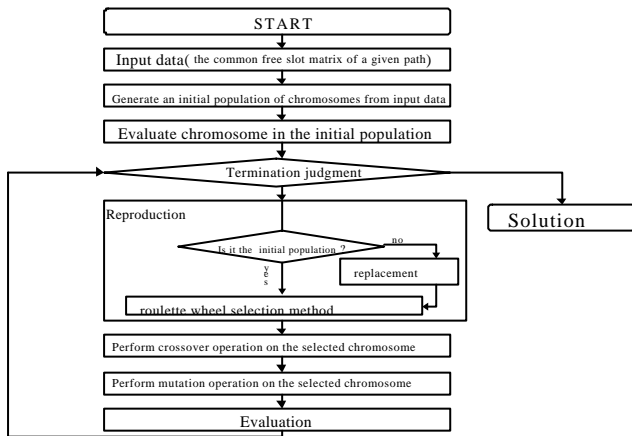 START
Input data( the common free slot matrix of a given path)
Generate an initial population of chromosomes from input data
Evaluate chromosome in the initial population
Termination judgment
Solution
Reproduction
Is it the initial population ?
no
yes
replacement
roulette wheel selection method
Perform crossover operation on the selected chromosome
Perform mutation operation on the selected chromosome
Evaluation